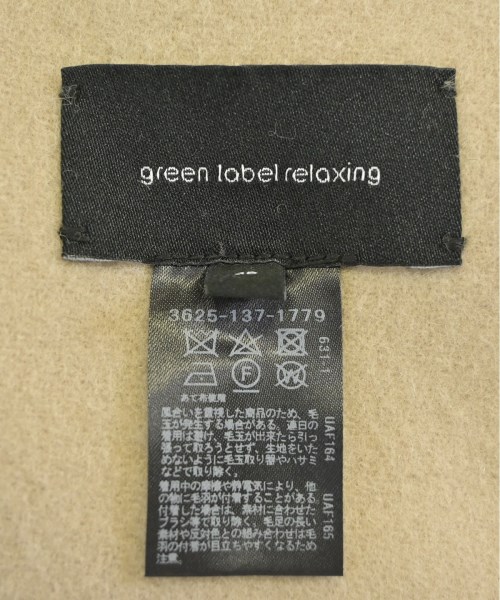 green label relaxing
3625-137-1779
631-1
F
W
あて布使用
風合いを重視した商品のため、毛
玉が発生する場合がある。連日の
着用は避け、毛玉が出来たら引っ
張って取ろうとせず、生地をいた
めないように毛玉取り器やハサミ
などで取り除く。
着用中の摩擦や静電気により、他
の物に毛羽が付着することがある。
付着した場合は、素材に合わせた
ブラシ等で取り除く。毛足の長い
素材や反対色との組み合わせは毛
羽の付着が目立ちやすくなるため
注意。
UAF164
UAF165